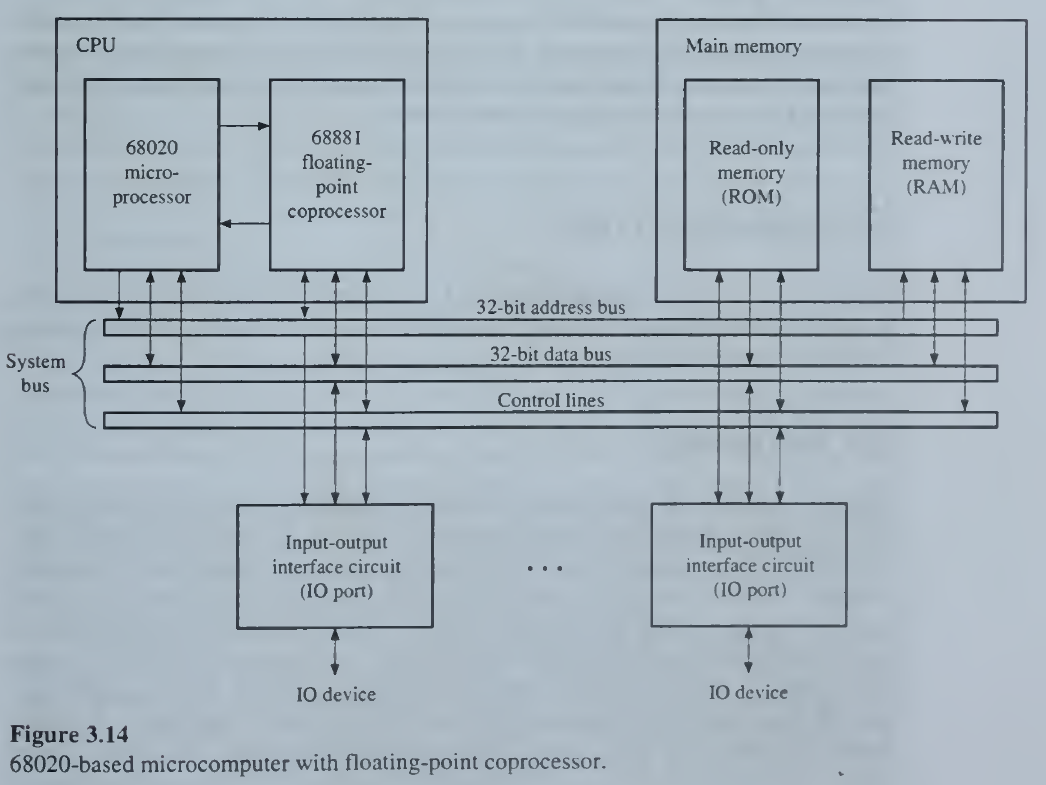 CPU
68020
micro-
processor
68881
floating-
point
coprocessor
Main memory
Read-only
memory
(ROM)
Read-write
memory
(RAM)
32-bit address bus
System
bus
32-bit data bus
Control lines
Input-output
interface circuit
(IO port)
...
Input-output
interface circuit
(IO port)
IO device
IO device
Figure 3.14
68020-based microcomputer with floating-point coprocessor.